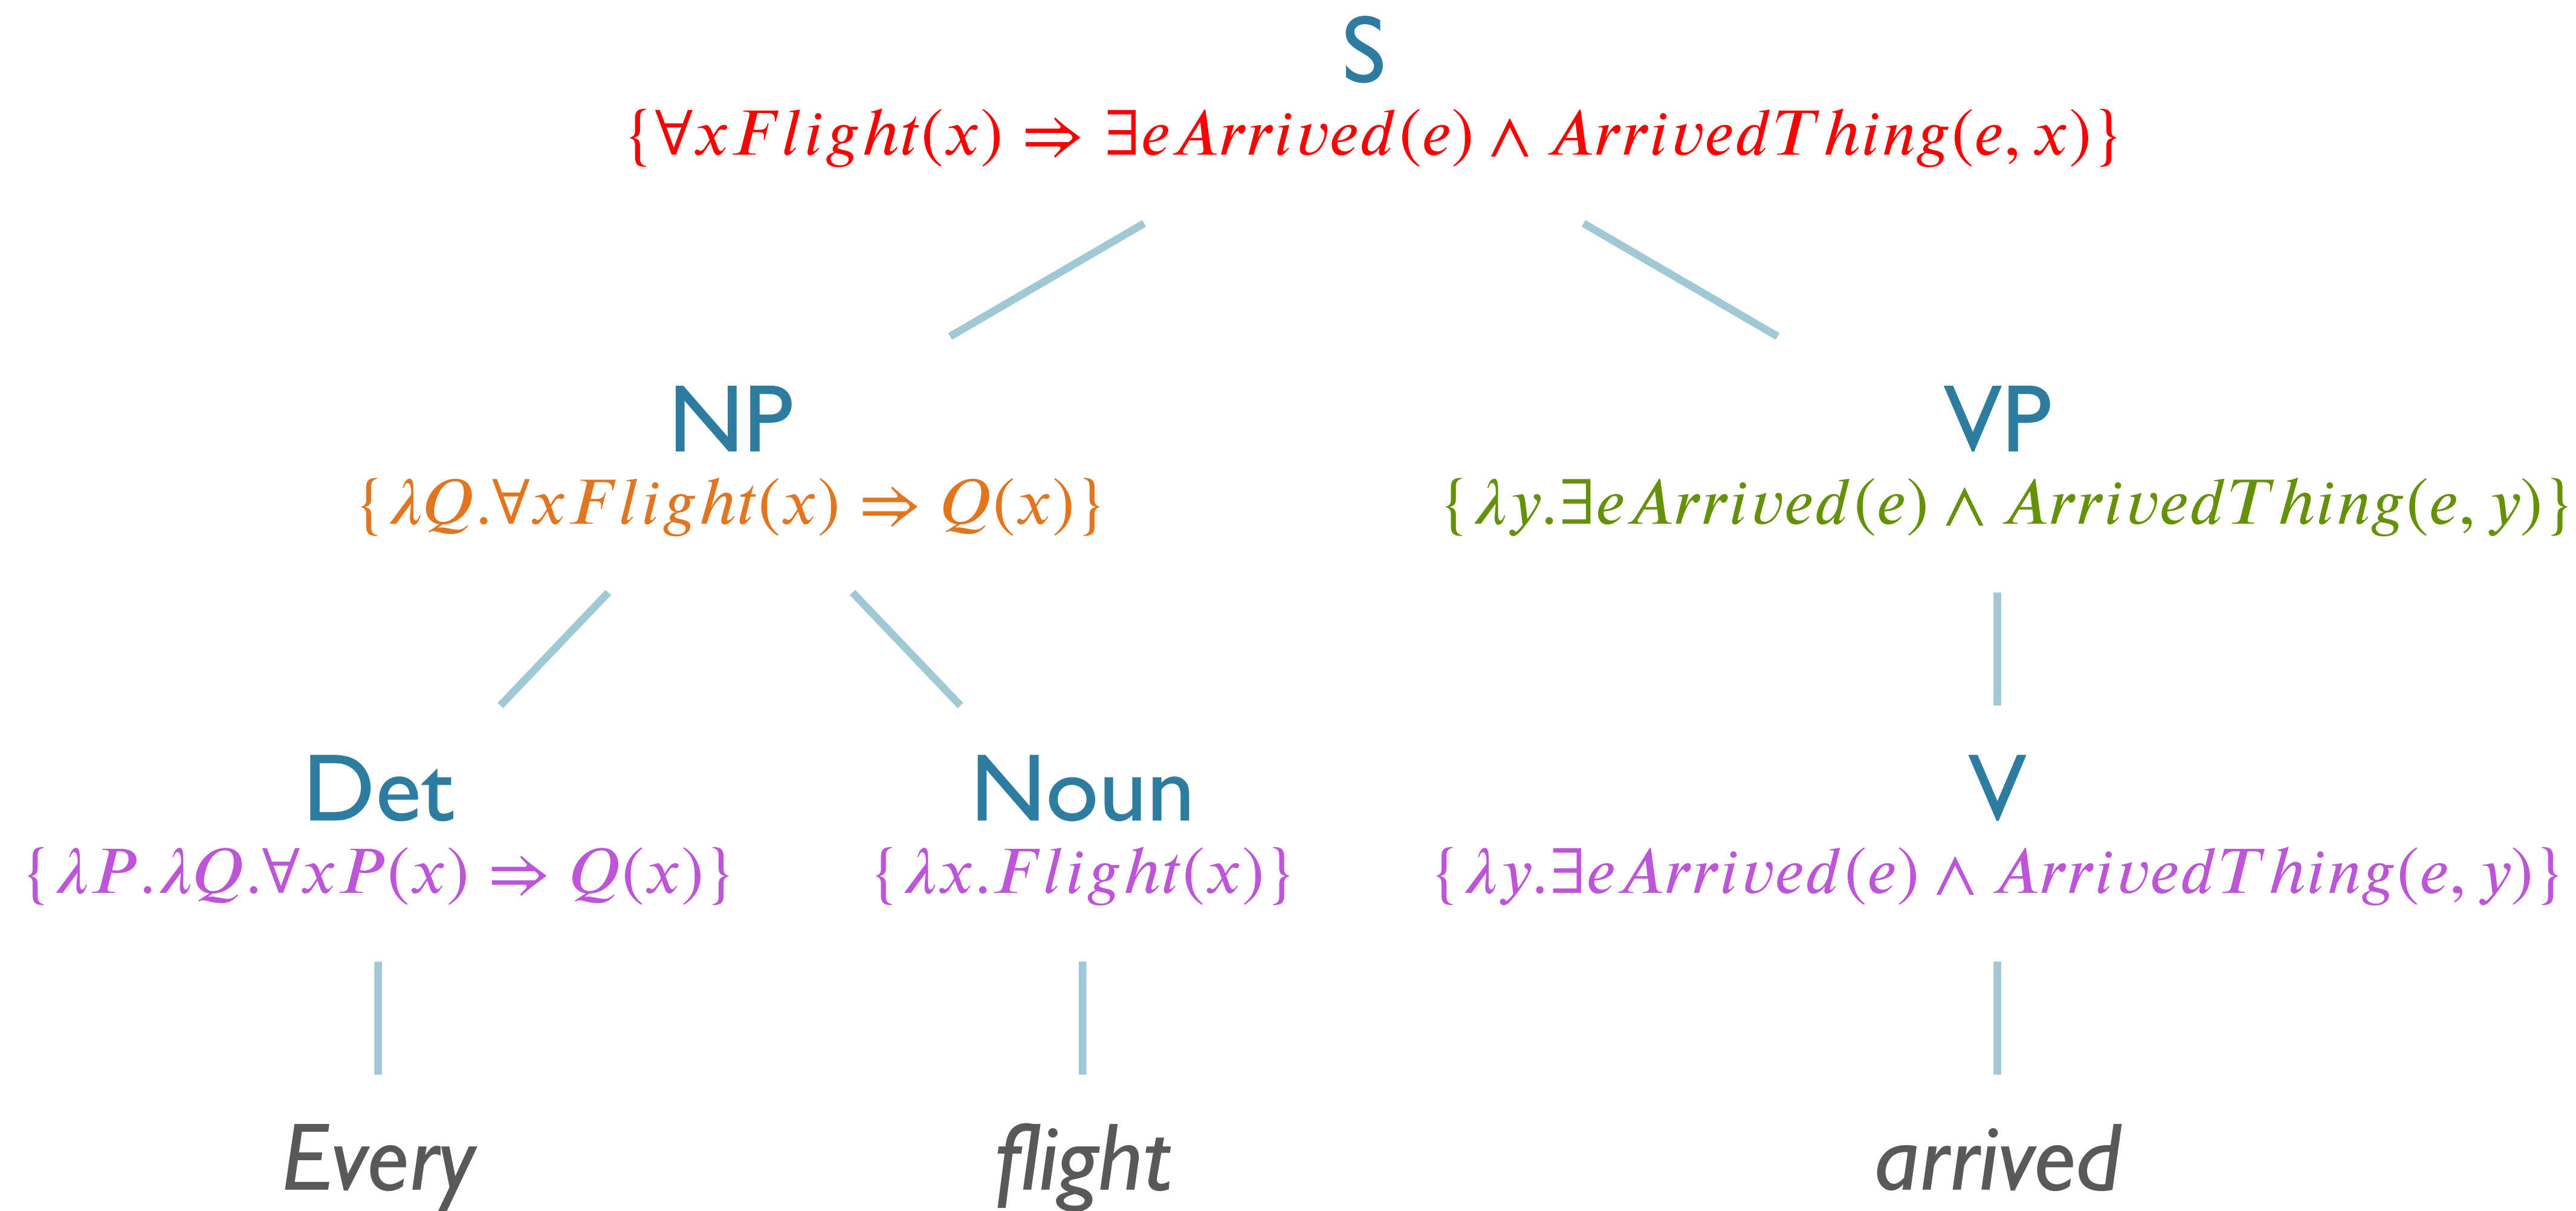 S
{∀xFlight(x) ⇒ ∃eArrived(e) ∧ ArrivedThing(e, x)}
NP VP
{λQ.∀xFlight(x) ⇒ Q(x)} {λy.∃eArrived(e) ∧ ArrivedThing(e, y)}
Det Noun V
{λP.λQ.∀xP(x) ⇒ Q(x)} {λx.Flight(x)} {λy.∃eArrived(e) ∧ ArrivedThing(e, y)}
Every flight arrived